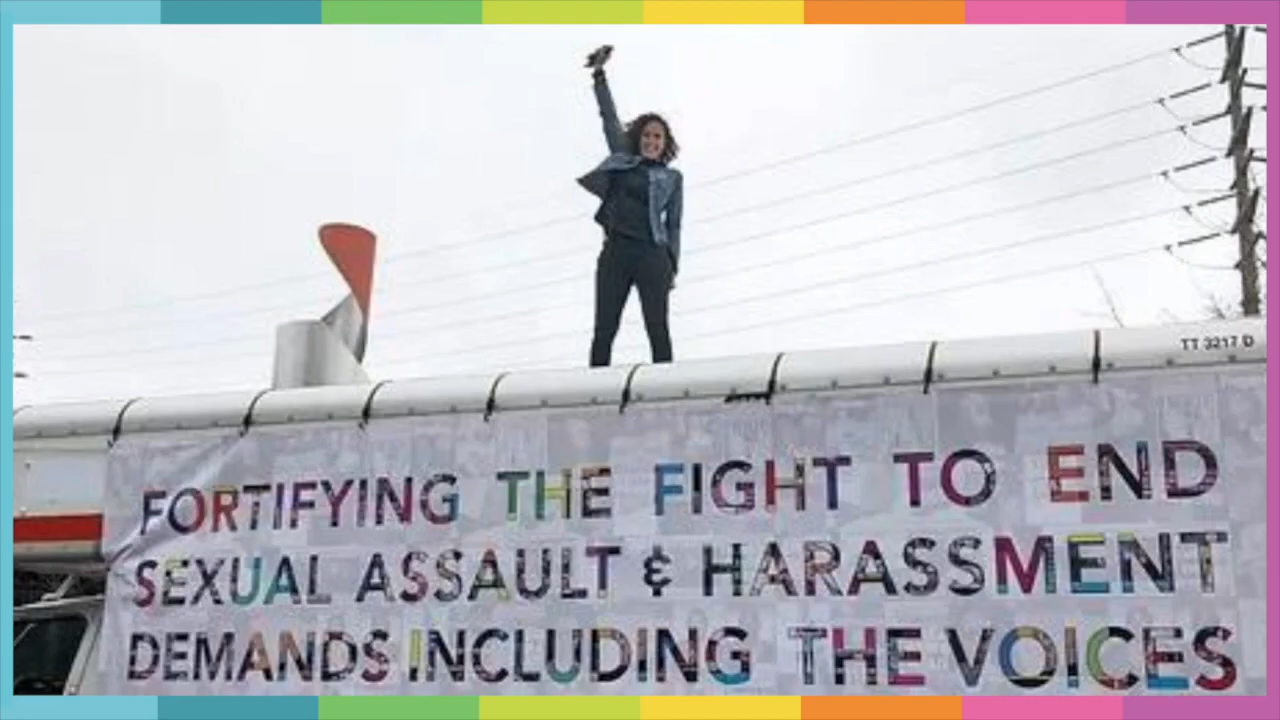 TT 3217 D
FORTIFYING THE FIGHT TO END
SEXUAL ASSAULT & HARASSMENT
DEMANDS INCLUDING THE VOICES